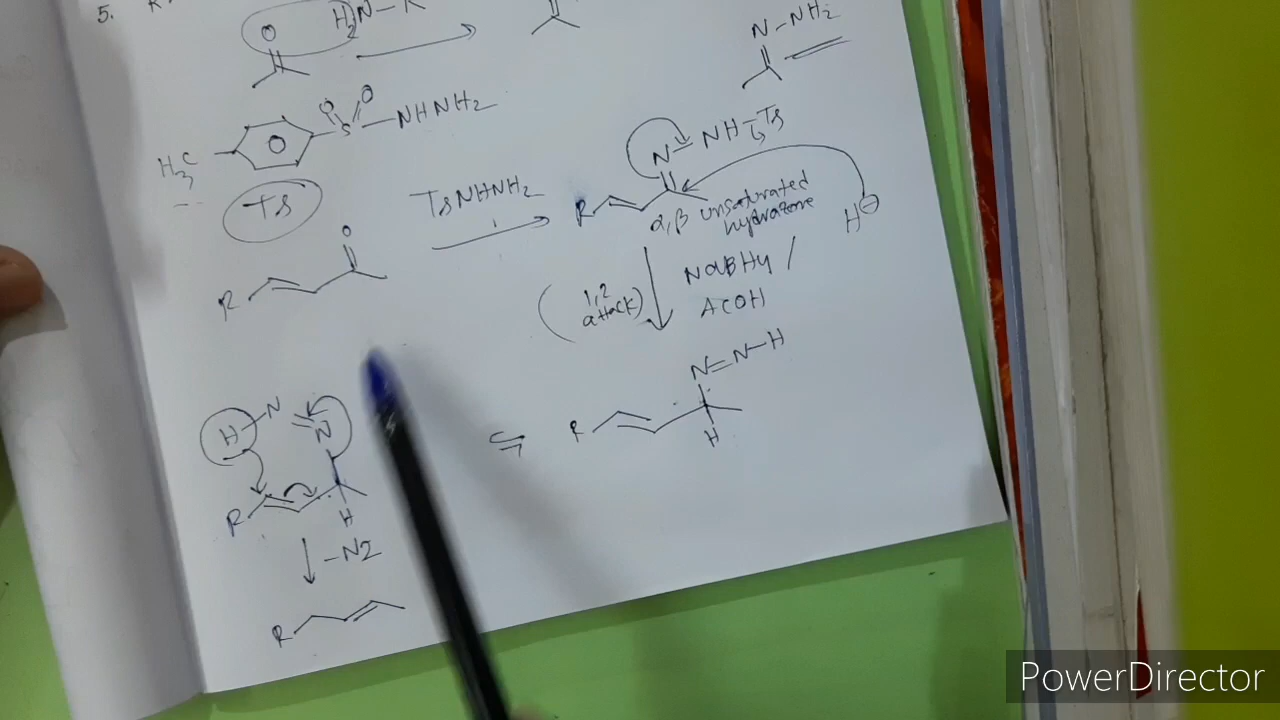 5.
O
H2N-R
N-NH2
O O
S-NHNH2
H3C
Ts
TsNHNH2
N NH-Ts
R
α,β unsaturated
hydrazone
H⊖
O
R
(1,2
attack)
NaBH4 /
AcOH
N=N-H
R
H
H N
N
R
H
-N2
R
PowerDirector